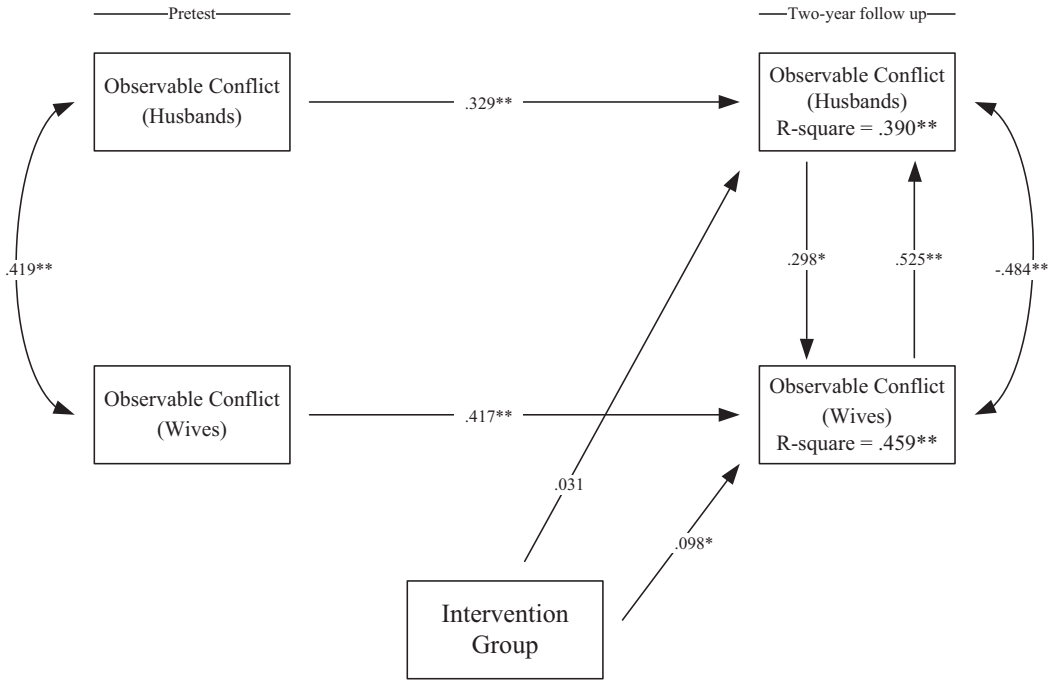 Pretest
Two-year follow up
Observable Conflict
(Husbands)
.329**
Observable Conflict
(Husbands)
R-square = .390**
.419**
.298*
.525**
-.484**
Observable Conflict
(Wives)
.417**
Observable Conflict
(Wives)
R-square = .459**
.031
.098*
Intervention
Group